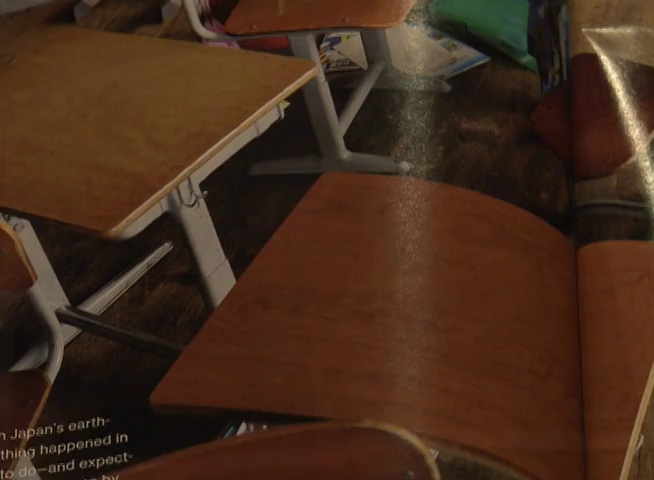 n Japan's earth-
thing happened in
to do—and expect-